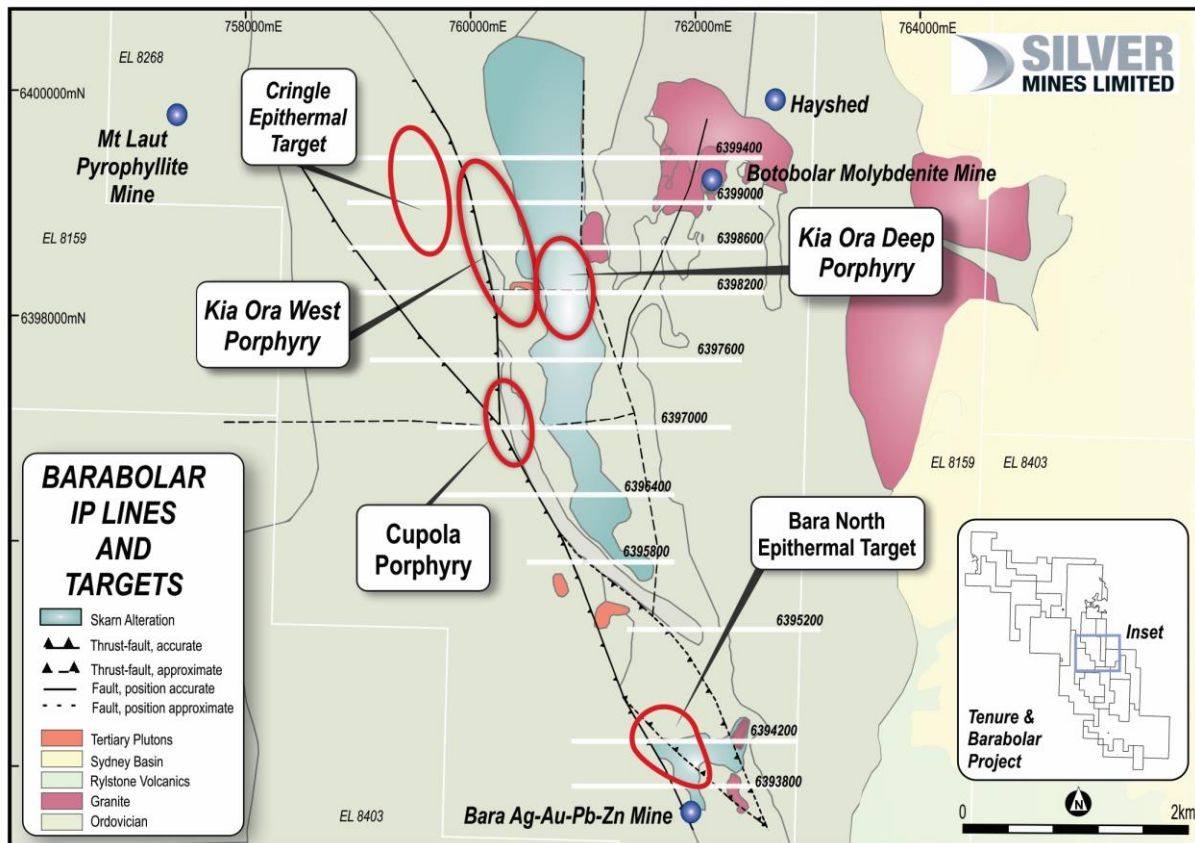 758000mE
760000mE
762000mE
764000mE
SILVER
MINES LIMITED
EL 8268
6400000mN
Mt Laut
Pyrophyllite
Mine
Cringle
Epithermal
Target
Hayshed
6399400
Botobolar Molybdenite Mine
6399000
EL 8159
6398600
Kia Ora Deep
Porphyry
6398200
Kia Ora West
Porphyry
6398000mN
6397600
6397000
EL 8159
EL 8403
6396400
Cupola
Porphyry
Bara North
Epithermal Target
6395800
6395200
6394200
6393800
Bara Ag-Au-Pb-Zn Mine
EL 8403
BARABOLAR
IP LINES
AND
TARGETS
Skarn Alteration
Thrust-fault, accurate
Thrust-fault, approximate
Fault, position accurate
Fault, position approximate
Tertiary Plutons
Sydney Basin
Rylstone Volcanics
Granite
Ordovician
Inset
Tenure &
Barabolar
Project
N
0
2km